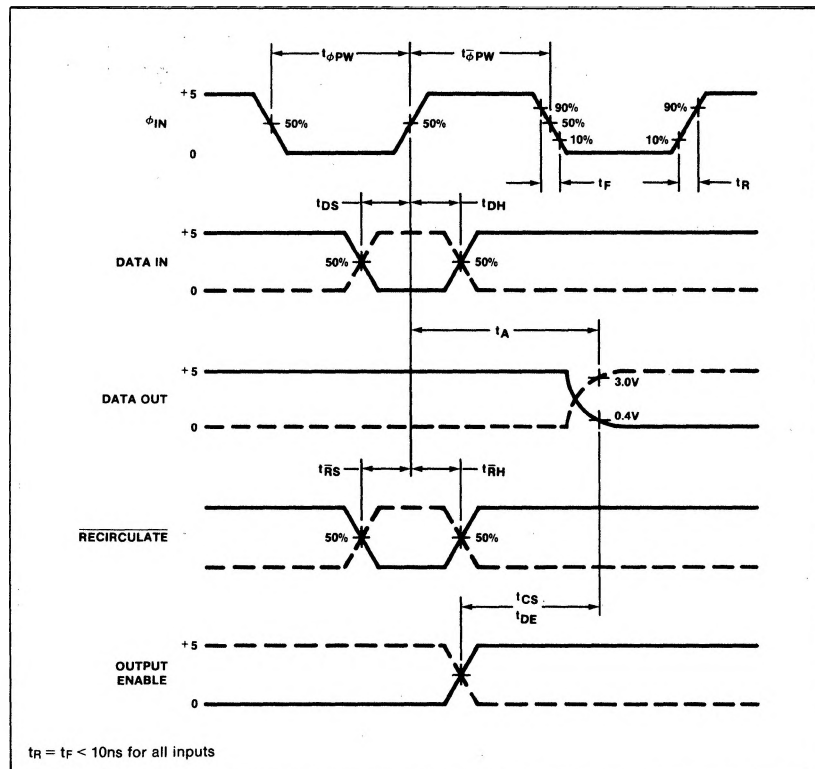 tφPW
tφ̅PW
+5
φIN
0
50%
50%
90%
50%
10%
90%
10%
tF
tR
tDS
tDH
DATA IN
+5
50%
50%
0
tA
DATA OUT
+5
3.0V
0.4V
0
tR̅S
tR̅H
RECIRCULATE
50%
50%
tCS
tDE
OUTPUT
ENABLE
+5
0
tR = tF < 10ns for all inputs